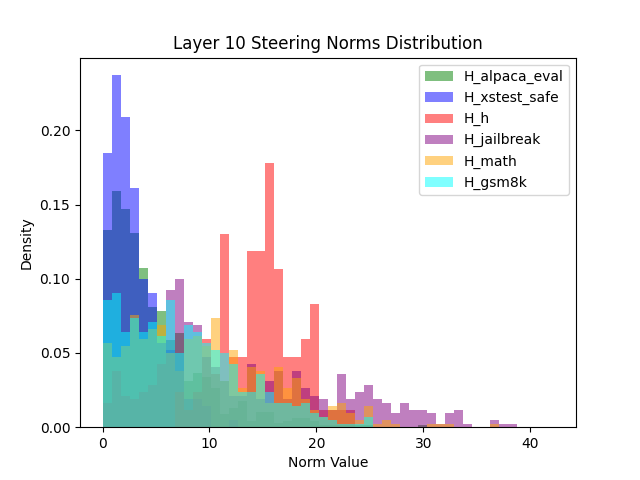 Layer 10 Steering Norms Distribution
H_alpaca_eval
H_xstest_safe
H_h
H_jailbreak
H_math
H_gsm8k
Density
0.20
0.15
0.10
0.05
0.00
0
10
20
30
40
Norm Value